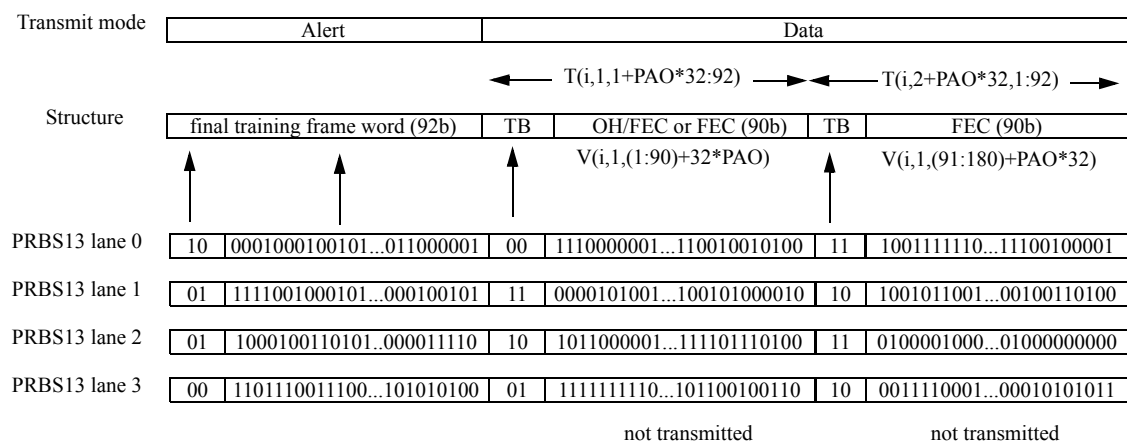 Transmit mode
Alert Data
T(i,1,1+PAO*32:92) T(i,2+PAO*32,1:92)
Structure
final training frame word (92b) TB OH/FEC or FEC (90b) TB FEC (90b)
V(i,1,(1:90)+32*PAO) V(i,1,(91:180)+PAO*32)
PRBS13 lane 0 10 0001000100101...011000001 00 1110000001...110010010100 11 1001111110...11100100001
PRBS13 lane 1 01 1111001000101...000100101 11 0000101001...100101000010 10 1001011001...00100110100
PRBS13 lane 2 01 1000100110101..000011110 10 1011000001...111101110100 11 0100001000...01000000000
PRBS13 lane 3 00 1101110011100...101010100 01 1111111110...101100100110 10 0011110001...00010101011
not transmitted not transmitted